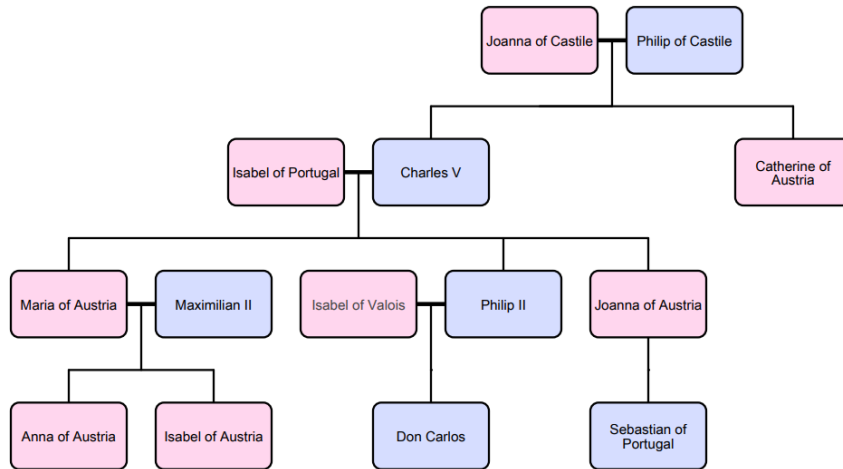 Joanna of Castile
Philip of Castile
Isabel of Portugal
Charles V
Catherine of
Austria
Maria of Austria
Maximilian II
Isabel of Valois
Philip II
Joanna of Austria
Anna of Austria
Isabel of Austria
Don Carlos
Sebastian of
Portugal